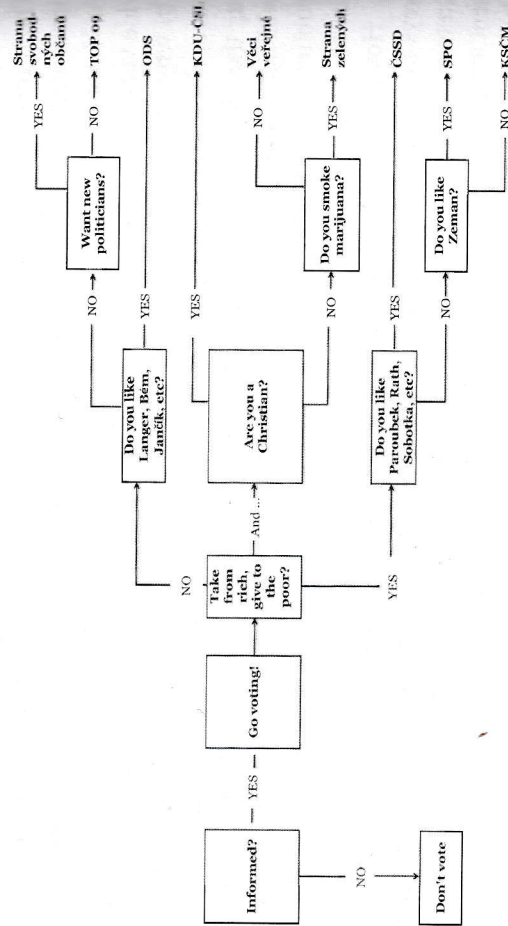 Informed?
YES
NO
Don't vote
Go voting!
Take
from
rich,
give to
the
poor?
NO
And ...
YES
Do you like
Langer, Bém,
Jančík, etc?
NO
YES
Want new
politicians?
YES
NO
Strana
svobod-
ných
občanů
TOP 09
ODS
Are you a
Christian?
YES
NO
KDU-ČSL
Do you smoke
marijuana?
NO
YES
Věci
veřejné
Strana
zelených
Do you like
Paroubek, Rath,
Sobotka, etc?
YES
NO
ČSSD
Do you like
Zeman?
YES
NO
SPO
KSČM